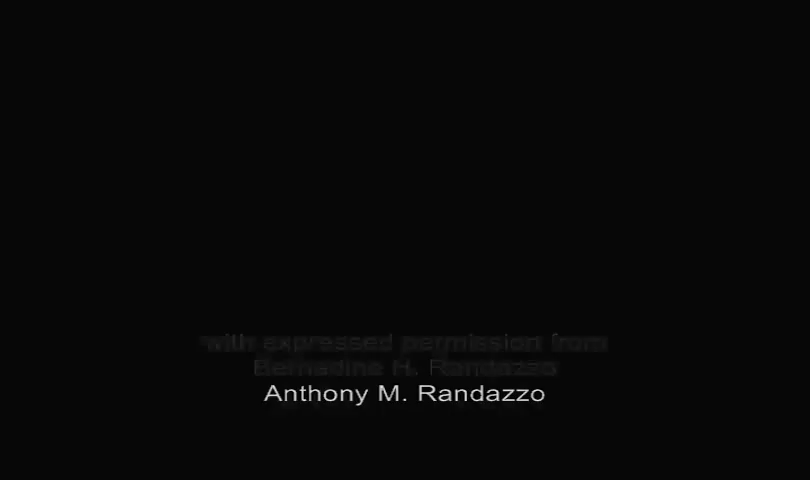 with expressed permission from
Bernadine H. Randazzo
Anthony M. Randazzo